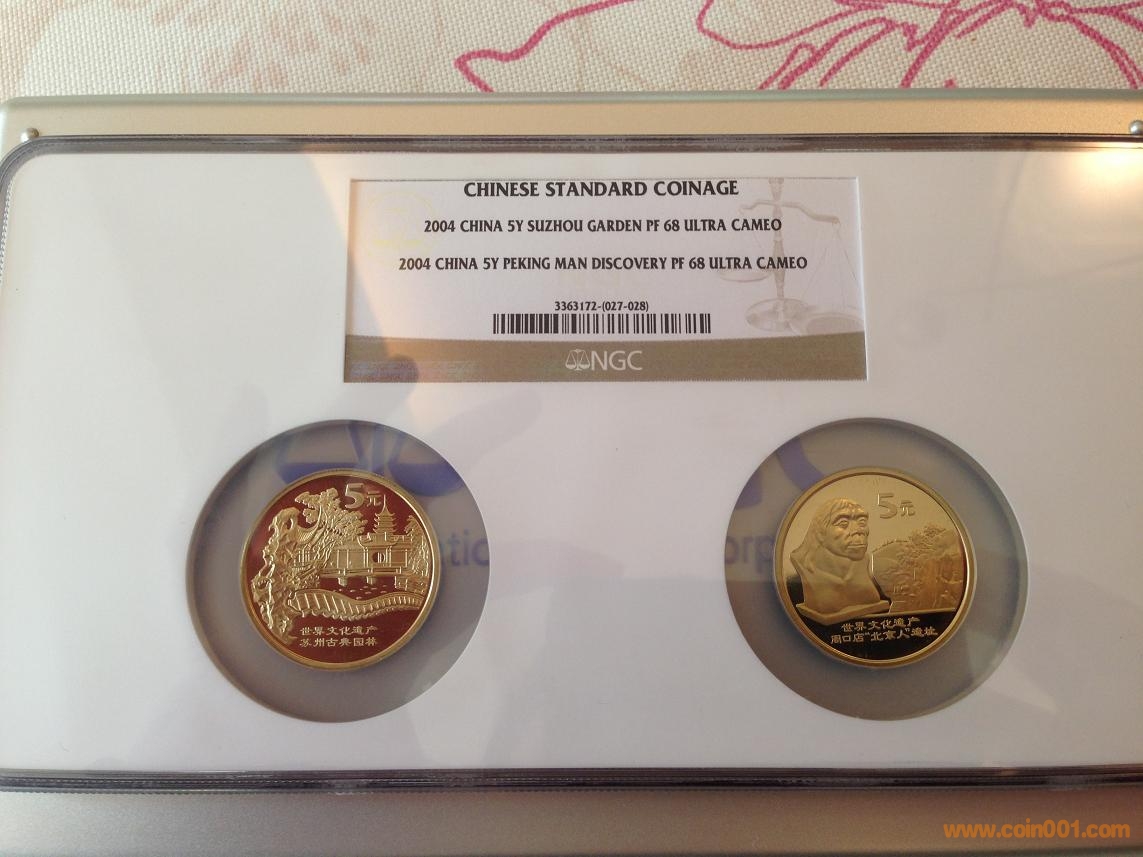 CHINESE STANDARD COINAGE
2004 CHINA 5Y SUZHOU GARDEN PF 68 ULTRA CAMEO
2004 CHINA 5Y PEKING MAN DISCOVERY PF 68 ULTRA CAMEO
3363172-(027-028)
NGC
5元
世界文化遗产
苏州古典园林
5元
世界文化遗产
周口店"北京人"遗址
www.coin001.com